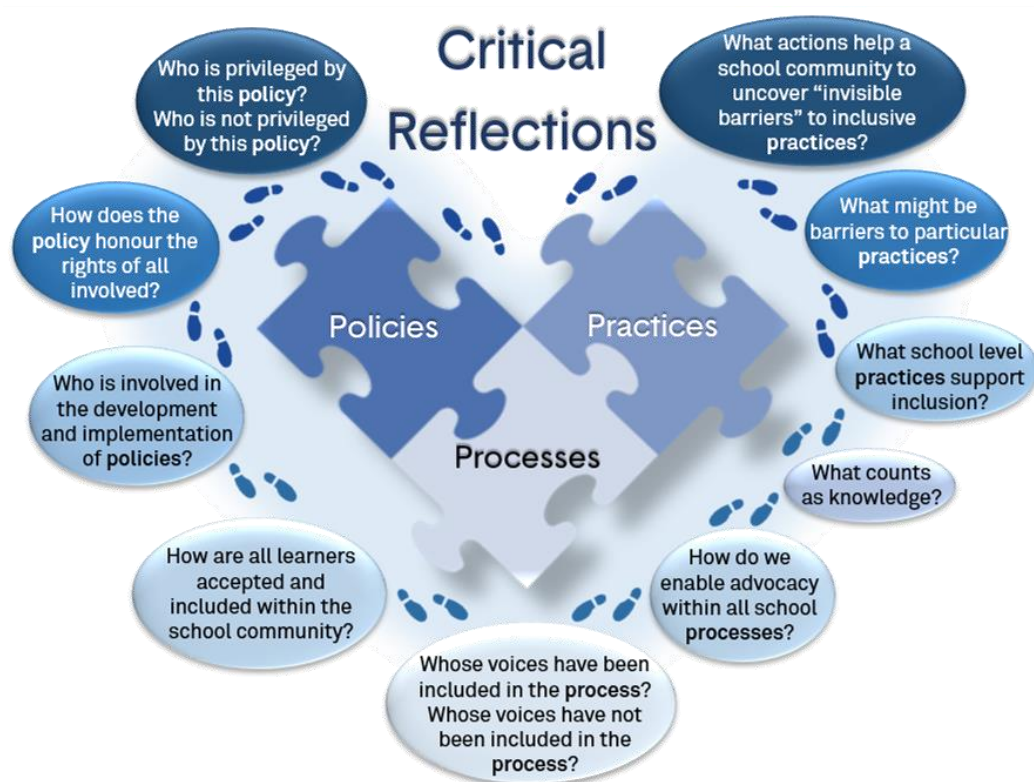 Critical
Reflections
Who is privileged by
this policy?
Who is not privileged
by this policy?
What actions help a
school community to
uncover “invisible
barriers” to inclusive
practices?
How does the
policy honour the
rights of all
involved?
What might be
barriers to particular
practices?
Policies
Practices
Processes
Who is involved in
the development
and implementation
of policies?
What school level
practices support
inclusion?
What counts
as knowledge?
How are all learners
accepted and
included within the
school community?
How do we
enable advocacy
within all school
processes?
Whose voices have been
included in the process?
Whose voices have not
been included in the
process?